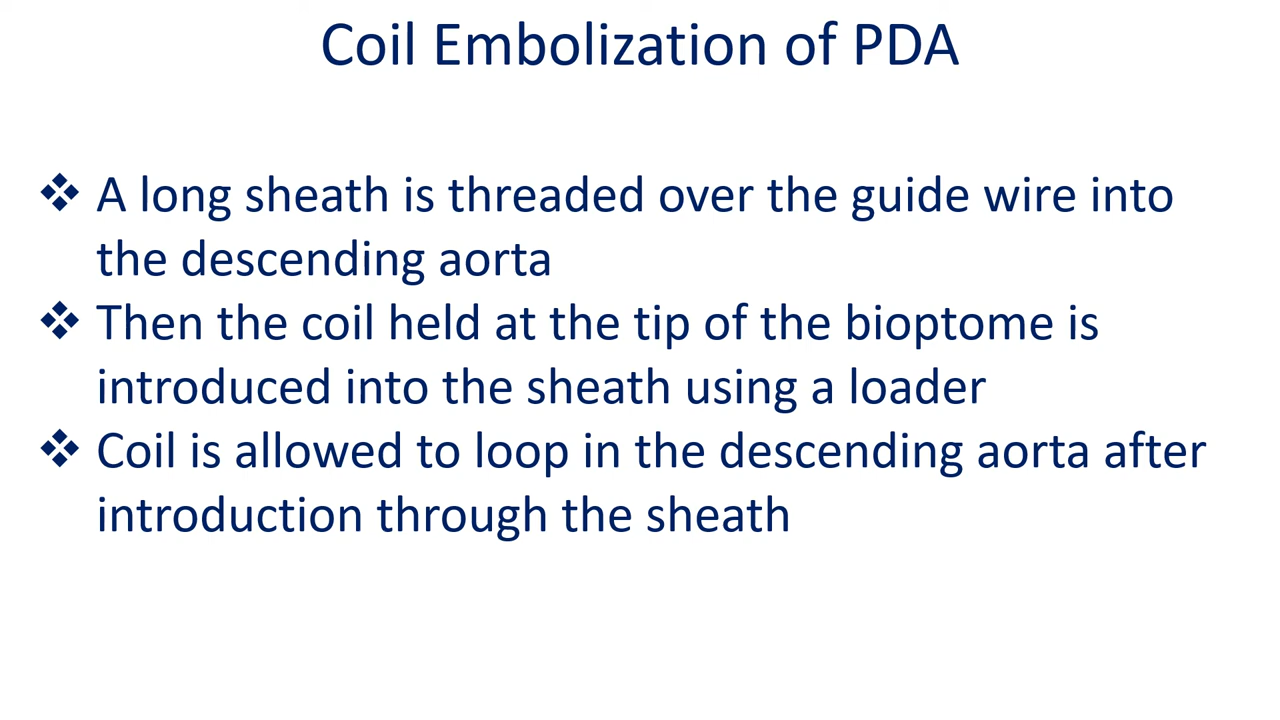 Coil Embolization of PDA
❖ A long sheath is threaded over the guide wire into
the descending aorta
❖ Then the coil held at the tip of the bioptome is
introduced into the sheath using a loader
❖ Coil is allowed to loop in the descending aorta after
introduction through the sheath